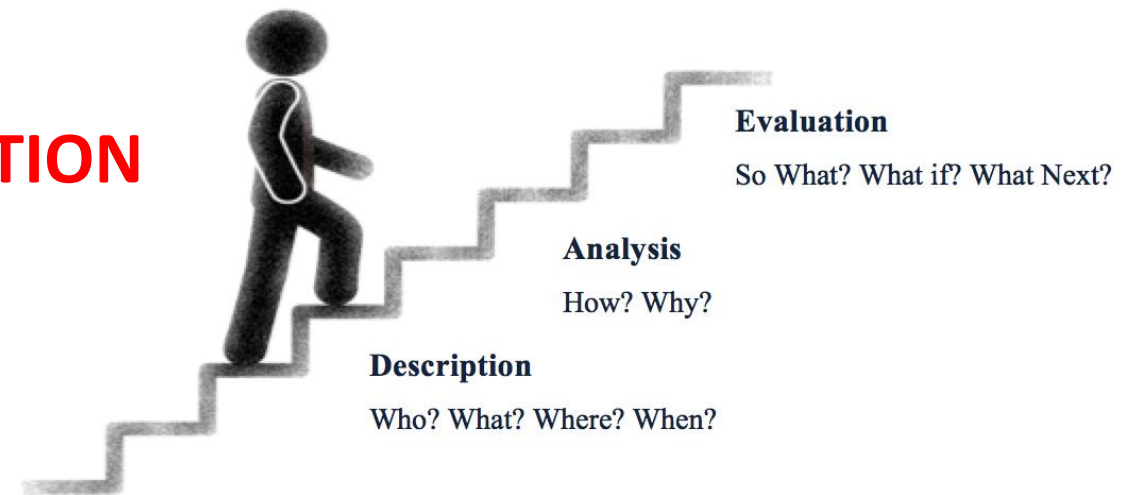 TION
Evaluation
So What? What if? What Next?
Analysis
How? Why?
Description
Who? What? Where? When?